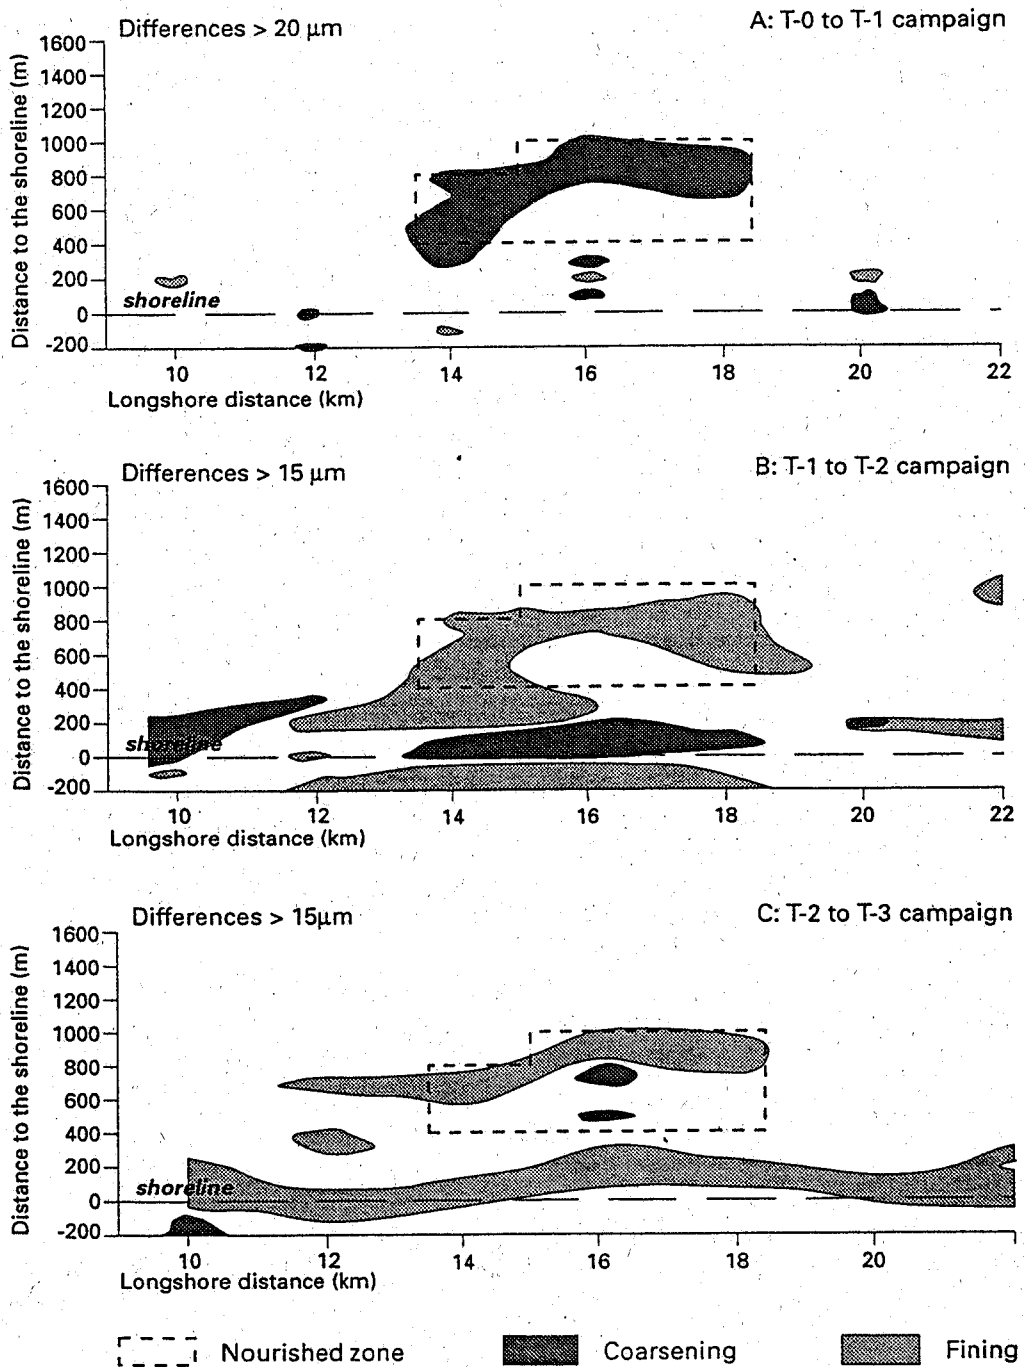 Differences > 20 μm
A: T-0 to T-1 campaign
Distance to the shoreline (m)
1600
1400
1200
1000
800
600
400
200
0
-200
shoreline
10 12 14 16 18 20 22
Longshore distance (km)
Differences > 15 μm
B: T-1 to T-2 campaign
Distance to the shoreline (m)
1600
1400
1200
1000
800
600
400
200
0
-200
shoreline
10 12 14 16 18 20 22
Longshore distance (km)
Differences > 15μm
C: T-2 to T-3 campaign
Distance to the shoreline (m)
1600
1400
1200
1000
800
600
400
200
0
-200
shoreline
10 12 14 16 18 20
Longshore distance (km)
Nourished zone Coarsening Fining